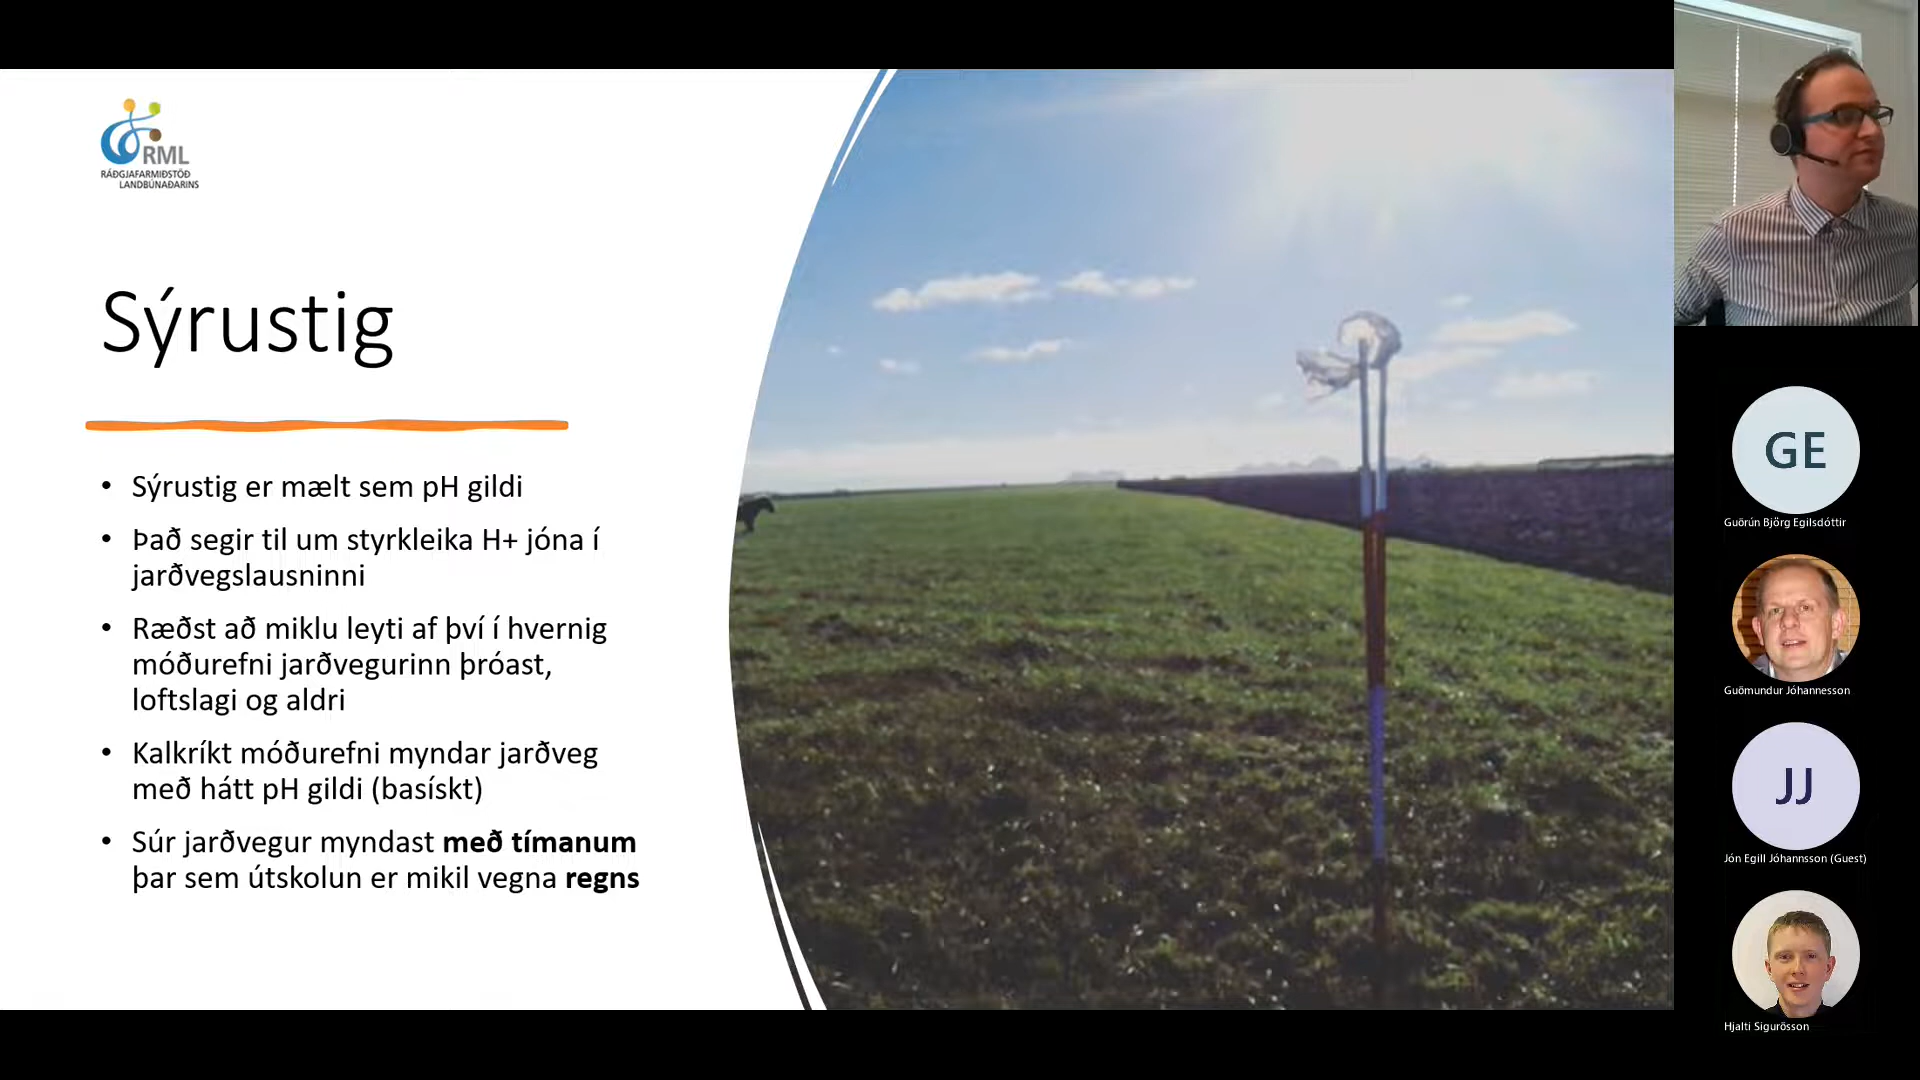 RML
RÁÐGJAFARMIÐSTÖÐ
LANDBÚNAÐARINS
Sýrustig
• Sýrustig er mælt sem pH gildi
• Það segir til um styrkleika H+ jóna í
jarðvegslausninni
• Ræðst að miklu leyti af því í hvernig
móðurefni jarðvegurinn þróast,
loftslagi og aldri
• Kalkríkt móðurefni myndar jarðveg
með hátt pH gildi (basískt)
• Súr jarðvegur myndast með tímanum
þar sem útskolun er mikil vegna regns
GE
Guðrún Björg Egilsdóttir
Guðmundur Jóhannesson
JJ
Jón Egill Jóhannsson (Guest)
Hjalti Sigurðsson